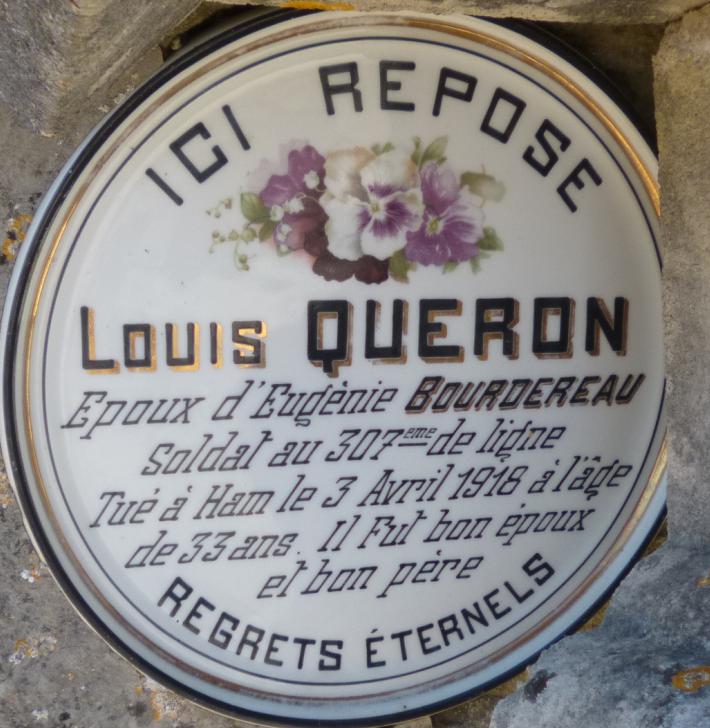 ICI REPOSE
Louis QUERON
Epoux d'Eugènie BOURDEREAU
Soldat au 307eme de ligne
Tué à Ham le 3 Avril 1918 à l'âge
de 33 ans. Il Fut bon époux
et bon père
REGRETS ÉTERNELS